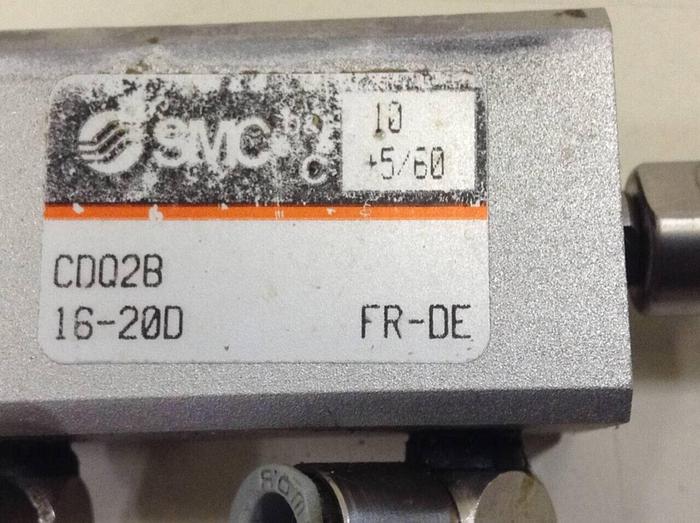 SMC
10
+5/60
CDQ2B
16-20D
FR-DE